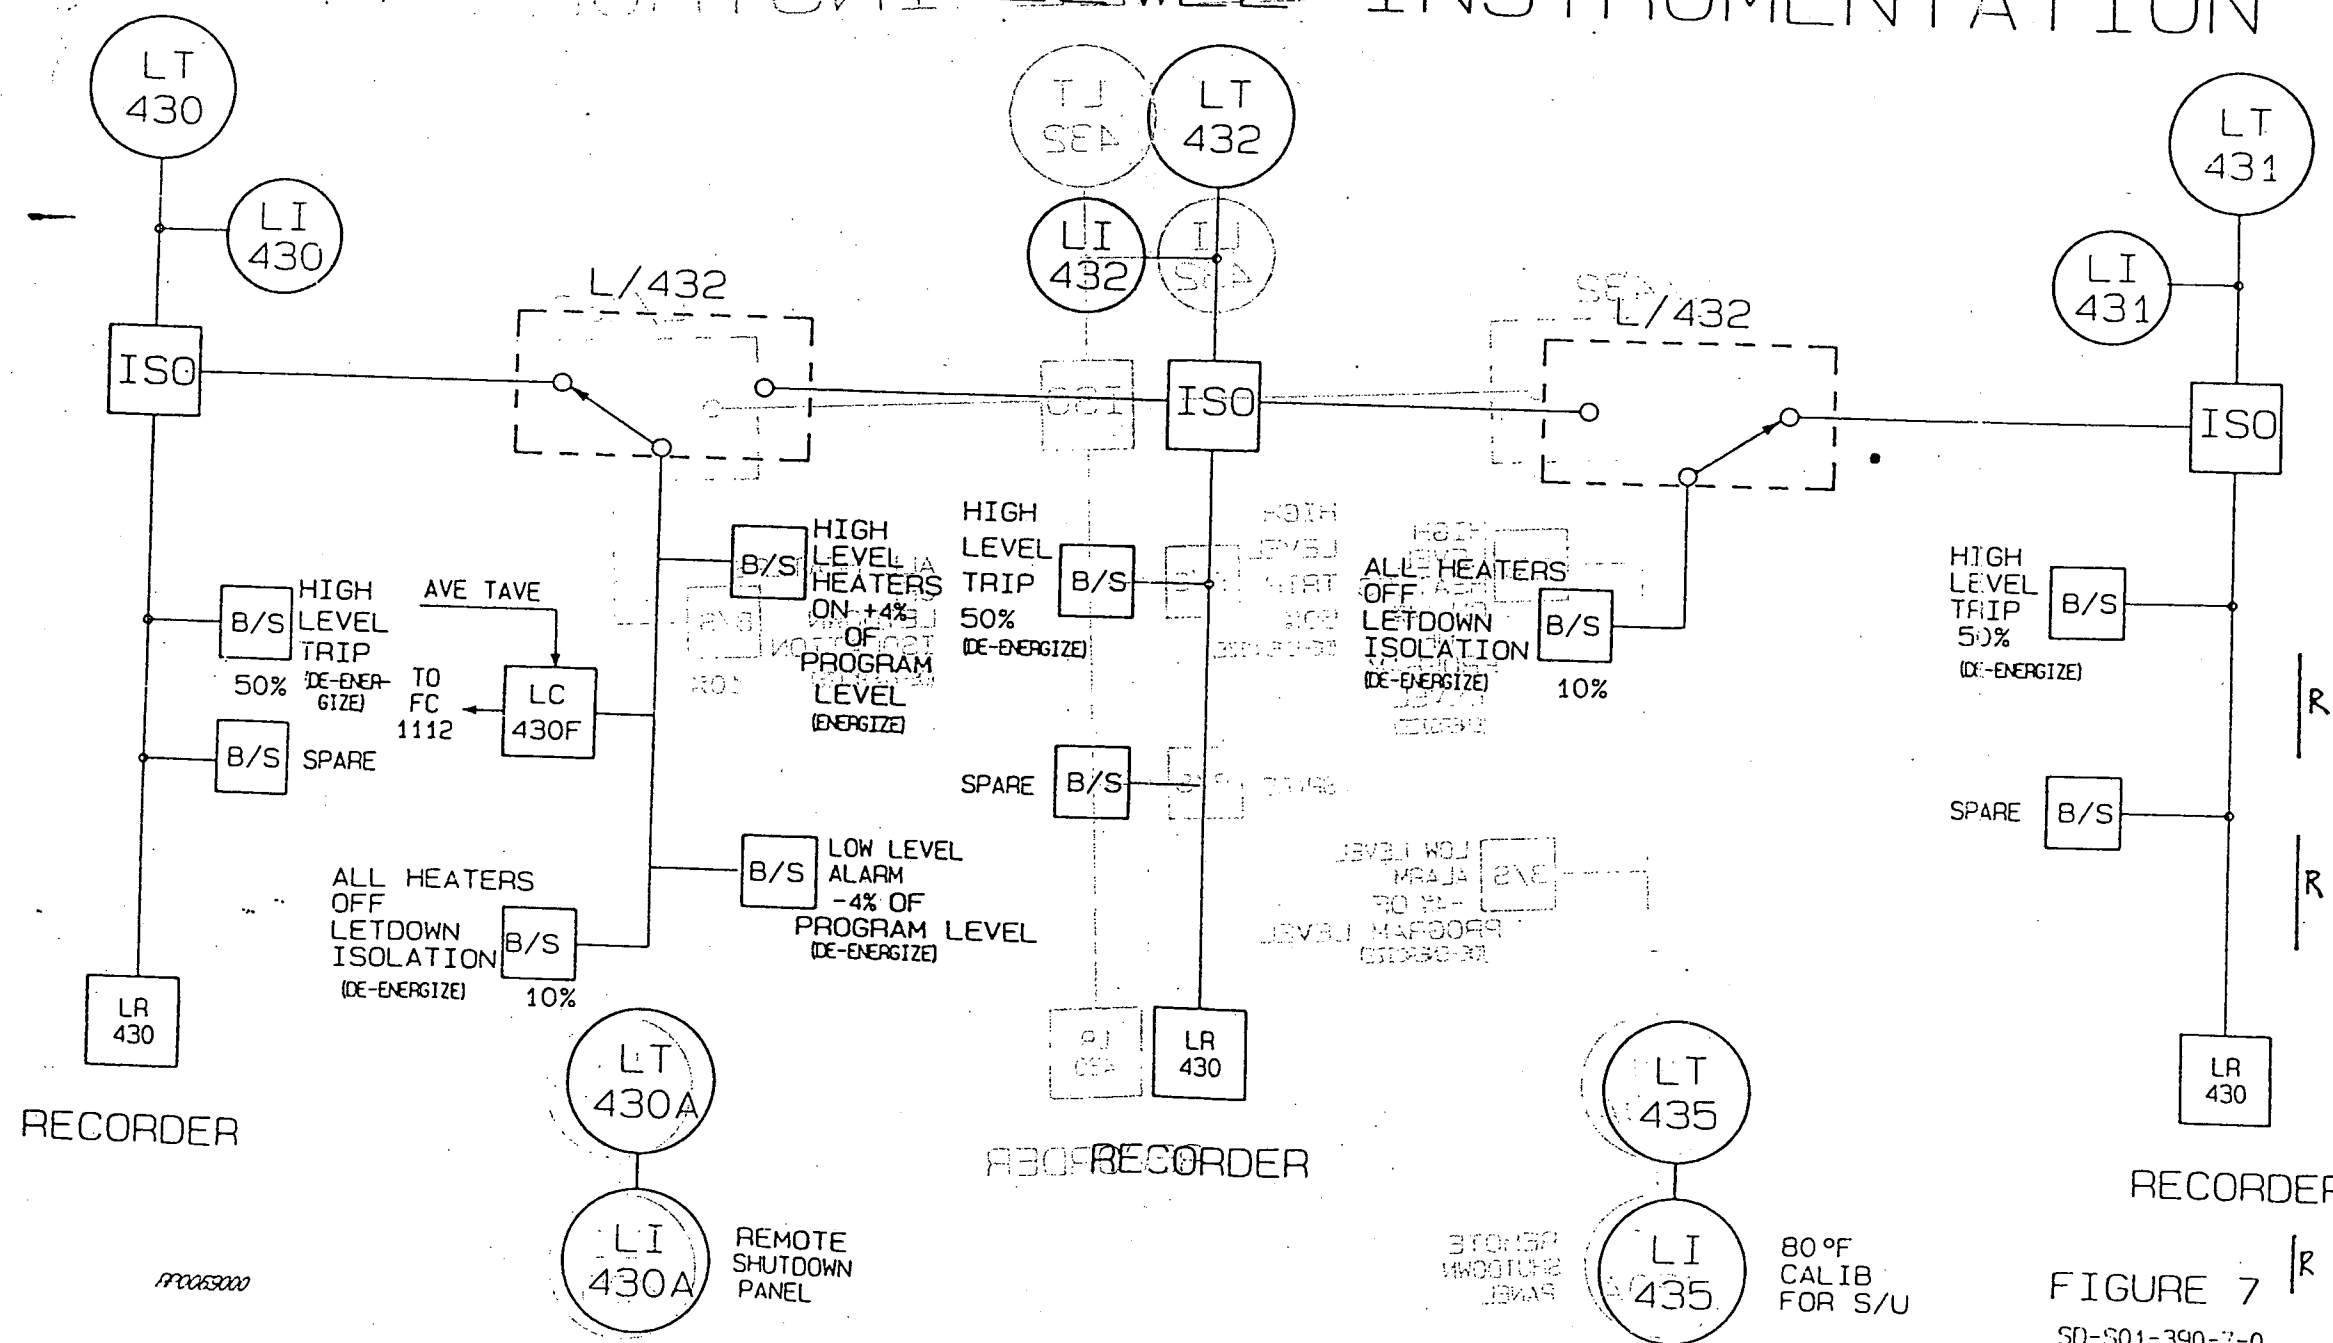 INSTRUMENTATION
LT
430
LI
430
L/432
ISO
LT
432
LI
432
ISO
L/432
LT
431
LI
431
ISO
B/S
HIGH
LEVEL
TRIP
50%
(DE-ENER-
GIZE)
B/S
SPARE
AVE TAVE
TO
FC
1112
LC
430F
B/S
HIGH
LEVEL
HEATERS
ON +4%
OF
PROGRAM
LEVEL
(ENERGIZE)
B/S
LOW LEVEL
ALARM
-4% OF
PROGRAM LEVEL
(DE-ENERGIZE)
ALL HEATERS
OFF
LETDOWN
ISOLATION
(DE-ENERGIZE)
B/S
10%
HIGH
LEVEL
TRIP
50%
(DE-ENERGIZE)
B/S
SPARE
B/S
ALL HEATERS
OFF
LETDOWN
ISOLATION
(DE-ENERGIZE)
B/S
10%
HIGH
LEVEL
TRIP
50%
(DE-ENERGIZE)
B/S
SPARE
B/S
R
R
LR
430
RECORDER
LR
430
RECORDER
LR
430
RECORDER
LT
430A
LI
430A
REMOTE
SHUTDOWN
PANEL
LT
435
LI
435
80°F
CALIB
FOR S/U
R
FIGURE 7